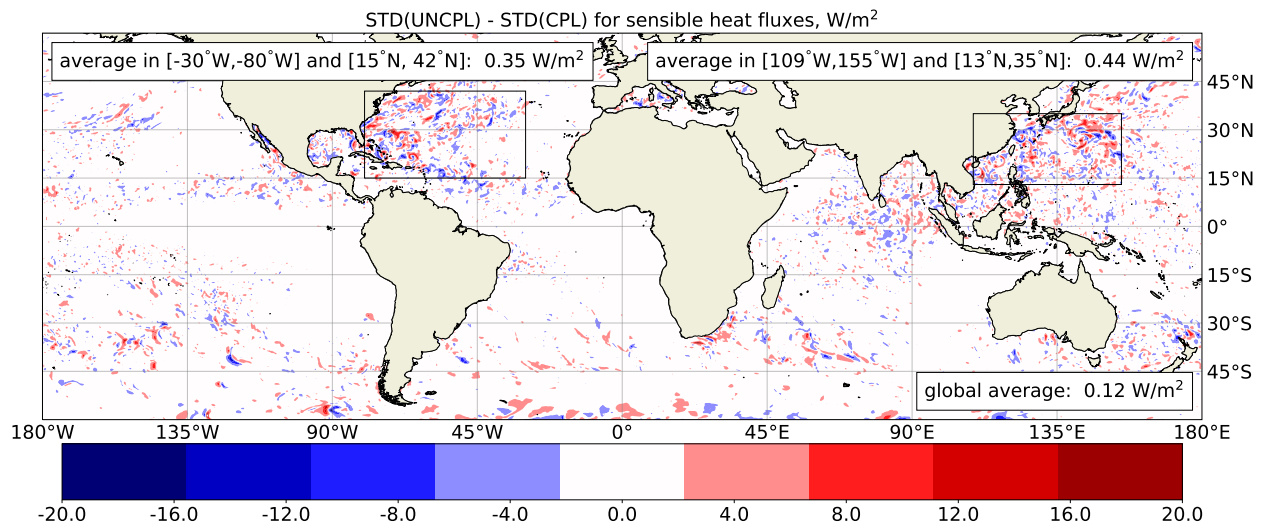 STD(UNCPL) - STD(CPL) for sensible heat fluxes, W/m²
average in [-30°W,-80°W] and [15°N, 42°N]: 0.35 W/m²
average in [109°W,155°W] and [13°N,35°N]: 0.44 W/m²
45°N
30°N
15°N
0°
15°S
30°S
45°S
global average: 0.12 W/m²
180°W 135°W 90°W 45°W 0° 45°E 90°E 135°E 180°E
-20.0 -16.0 -12.0 -8.0 -4.0 0.0 4.0 8.0 12.0 16.0 20.0